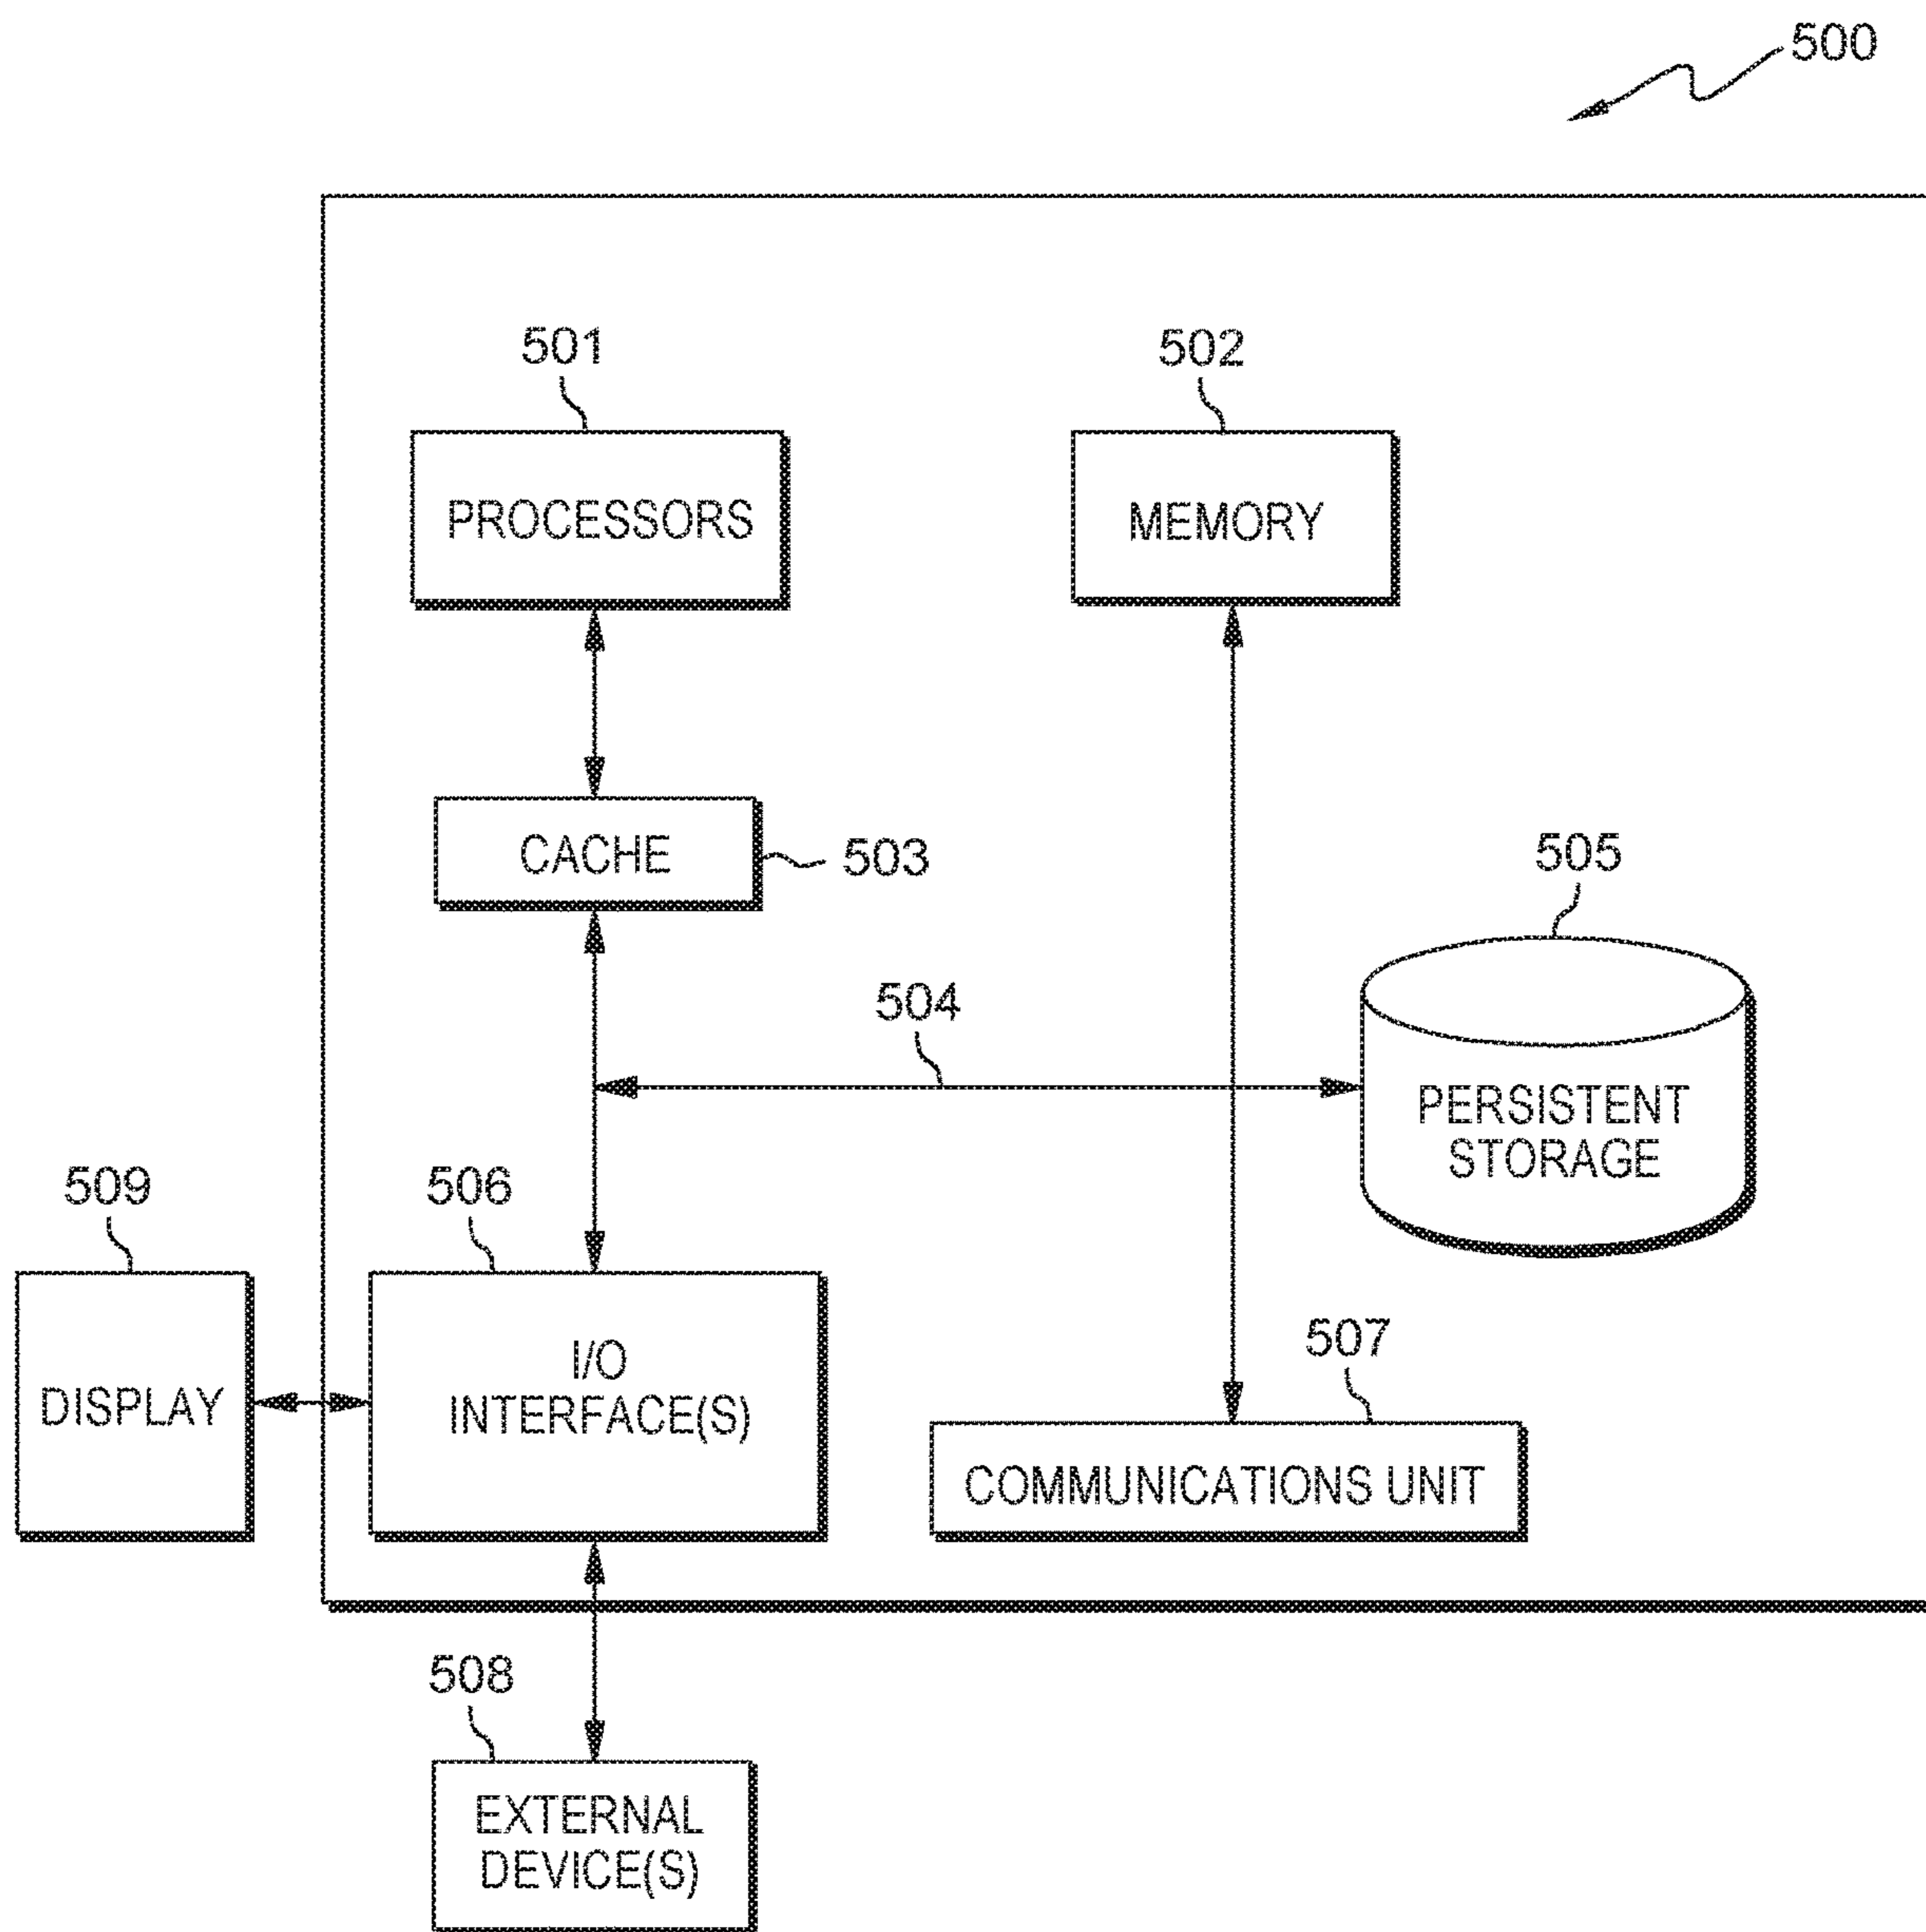 500
501
502
PROCESSORS
MEMORY
CACHE
503
505
504
PERSISTENT
STORAGE
509
506
507
DISPLAY
I/O
INTERFACE(S)
COMMUNICATIONS UNIT
508
EXTERNAL
DEVICE(S)